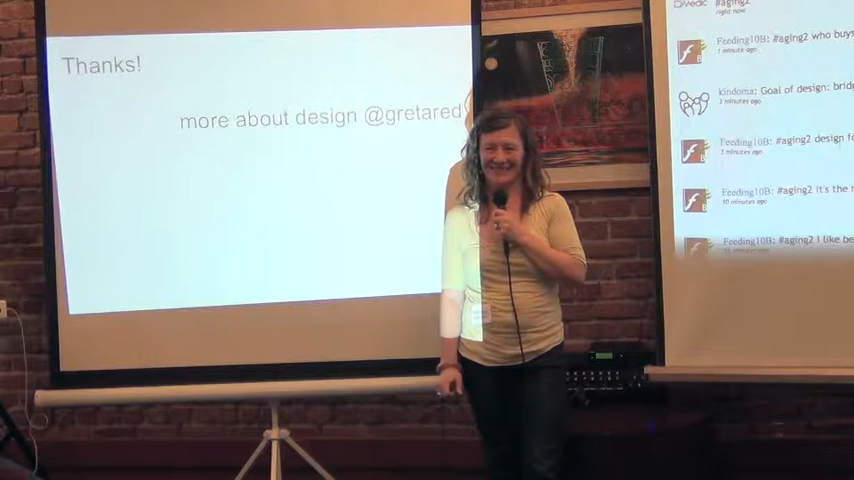 Thanks!
more about design @gretared
#aging2
right now
Feeding10B: #aging2 who buys
1 minute ago
kindoma: Goal of design: brid
3 minutes ago
Feeding10B: #aging2 design fo
3 minutes ago
Feeding10B: #aging2 it's the
10 minutes ago
Feeding10B: #aging2 I like be